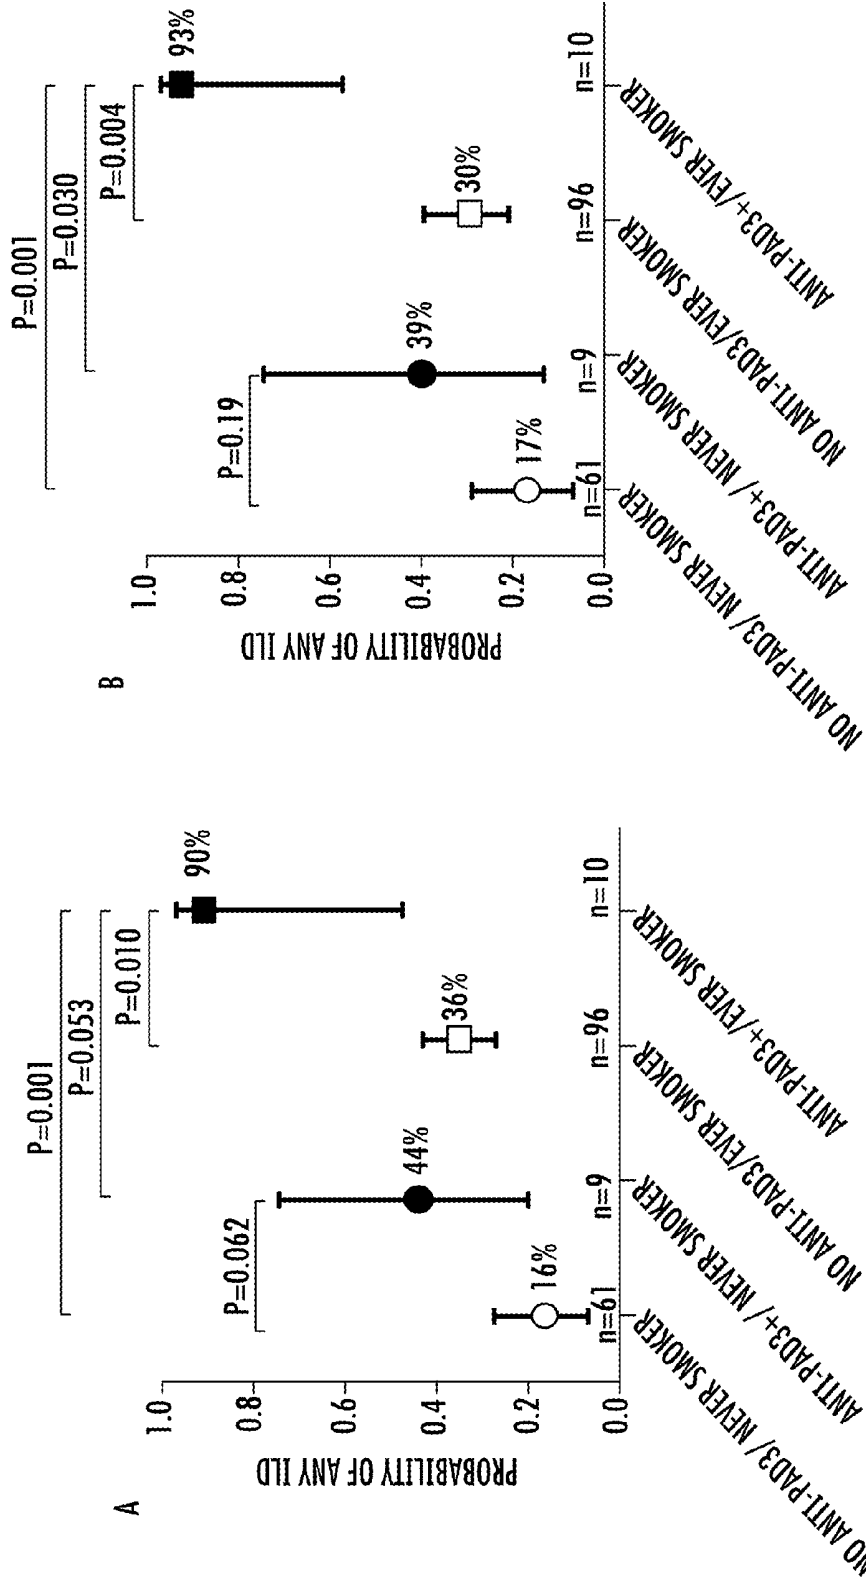 A
P=0.001
P=0.053
P=0.010
P=0.062
PROBABILITY OF ANY ILD
1.0
0.8
0.6
0.4
0.2
0.0
16%
44%
36%
90%
n=61
n=9
n=96
n=10
NO ANTI-PAD3/ NEVER SMOKER
ANTI-PAD3+/ NEVER SMOKER
NO ANTI-PAD3/EVER SMOKER
ANTI-PAD3+/EVER SMOKER
B
P=0.001
P=0.030
P=0.004
P=0.19
PROBABILITY OF ANY ILD
1.0
0.8
0.6
0.4
0.2
0.0
17%
39%
30%
93%
n=61
n=9
n=96
n=10
NO ANTI-PAD3/ NEVER SMOKER
ANTI-PAD3+/ NEVER SMOKER
NO ANTI-PAD3/EVER SMOKER
ANTI-PAD3+/EVER SMOKER